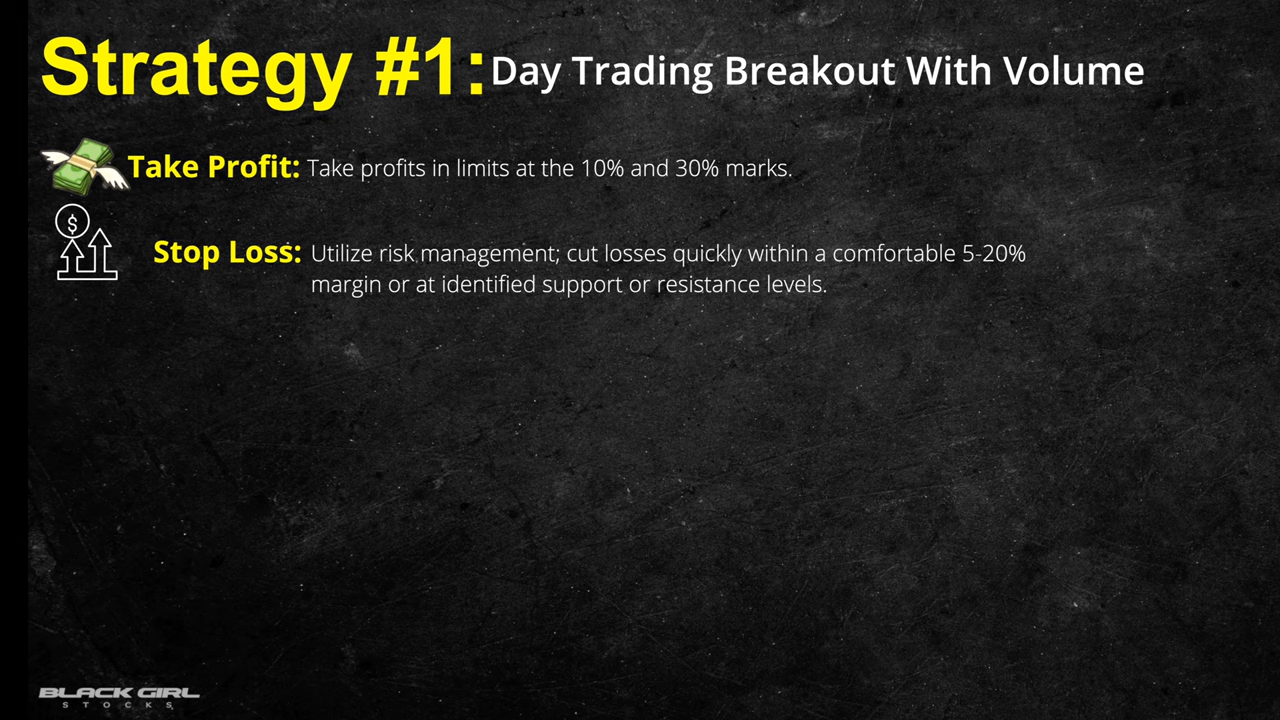 Strategy #1: Day Trading Breakout With Volume
Take Profit: Take profits in limits at the 10% and 30% marks.
$
Stop Loss: Utilize risk management; cut losses quickly within a comfortable 5-20%
margin or at identified support or resistance levels.
BLACK GIRL
STOCKS